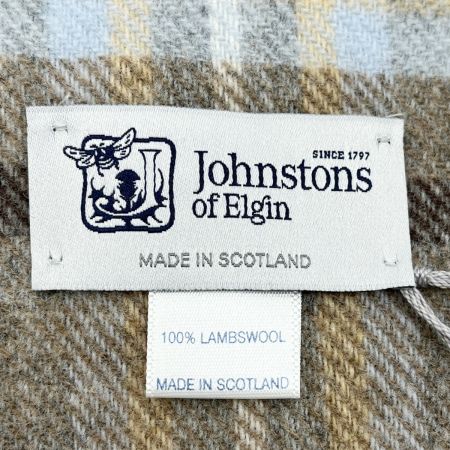 SINCE 1797
Johnstons
of Elgin
MADE IN SCOTLAND
100% LAMBSWOOL
MADE IN SCOTLAND